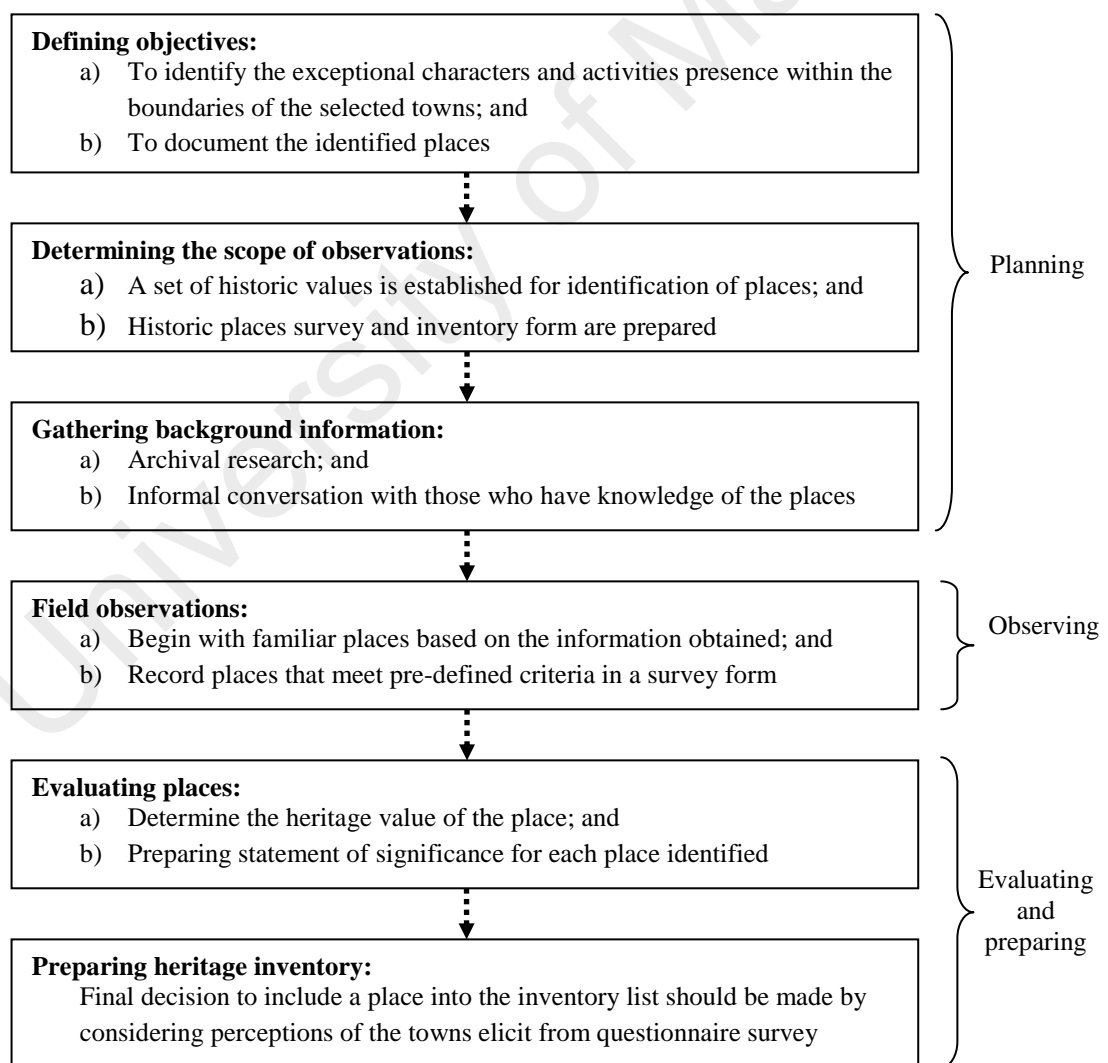 Defining objectives:
a) To identify the exceptional characters and activities presence within the
boundaries of the selected towns; and
b) To document the identified places
Determining the scope of observations:
a) A set of historic values is established for identification of places; and
b) Historic places survey and inventory form are prepared
Planning
Gathering background information:
a) Archival research; and
b) Informal conversation with those who have knowledge of the places
Field observations:
a) Begin with familiar places based on the information obtained; and
b) Record places that meet pre-defined criteria in a survey form
Observing
Evaluating places:
a) Determine the heritage value of the place; and
b) Preparing statement of significance for each place identified
Evaluating
and
preparing
Preparing heritage inventory:
Final decision to include a place into the inventory list should be made by
considering perceptions of the towns elicit from questionnaire survey
University of Ma